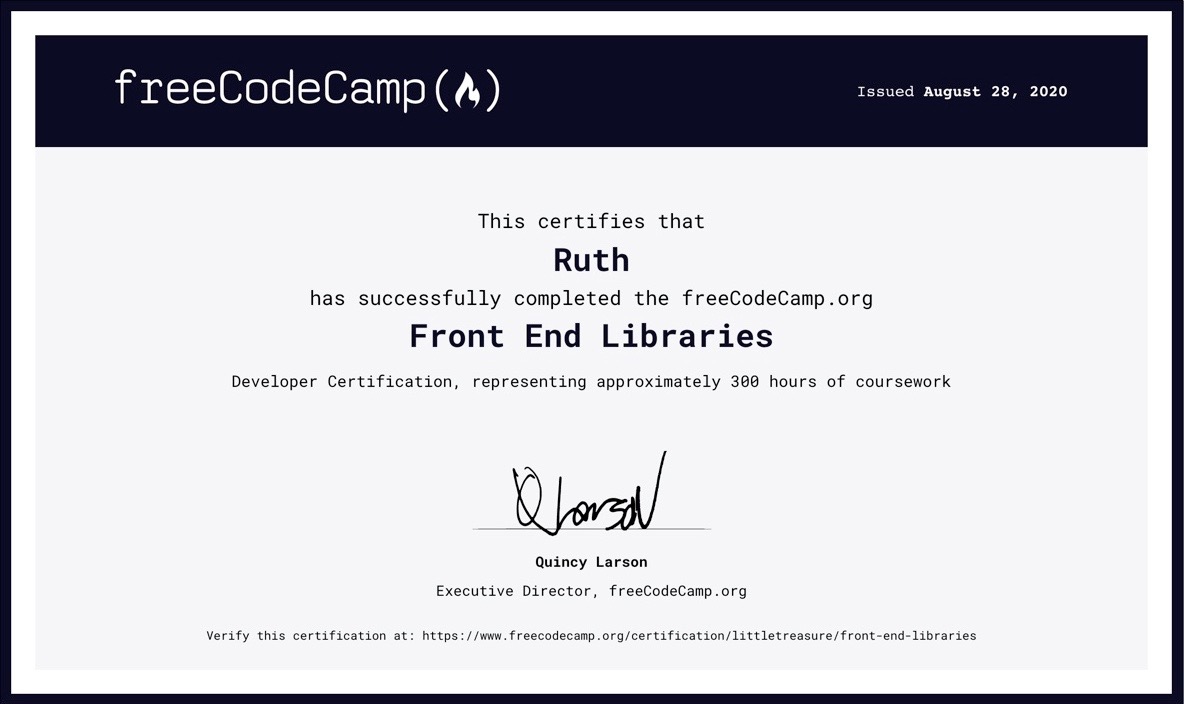 freeCodeCamp(🔥)
Issued August 28, 2020
This certifies that
Ruth
has successfully completed the freeCodeCamp.org
Front End Libraries
Developer Certification, representing approximately 300 hours of coursework
Q Larson
Quincy Larson
Executive Director, freeCodeCamp.org
Verify this certification at: https://www.freecodecamp.org/certification/littletreasure/front-end-libraries